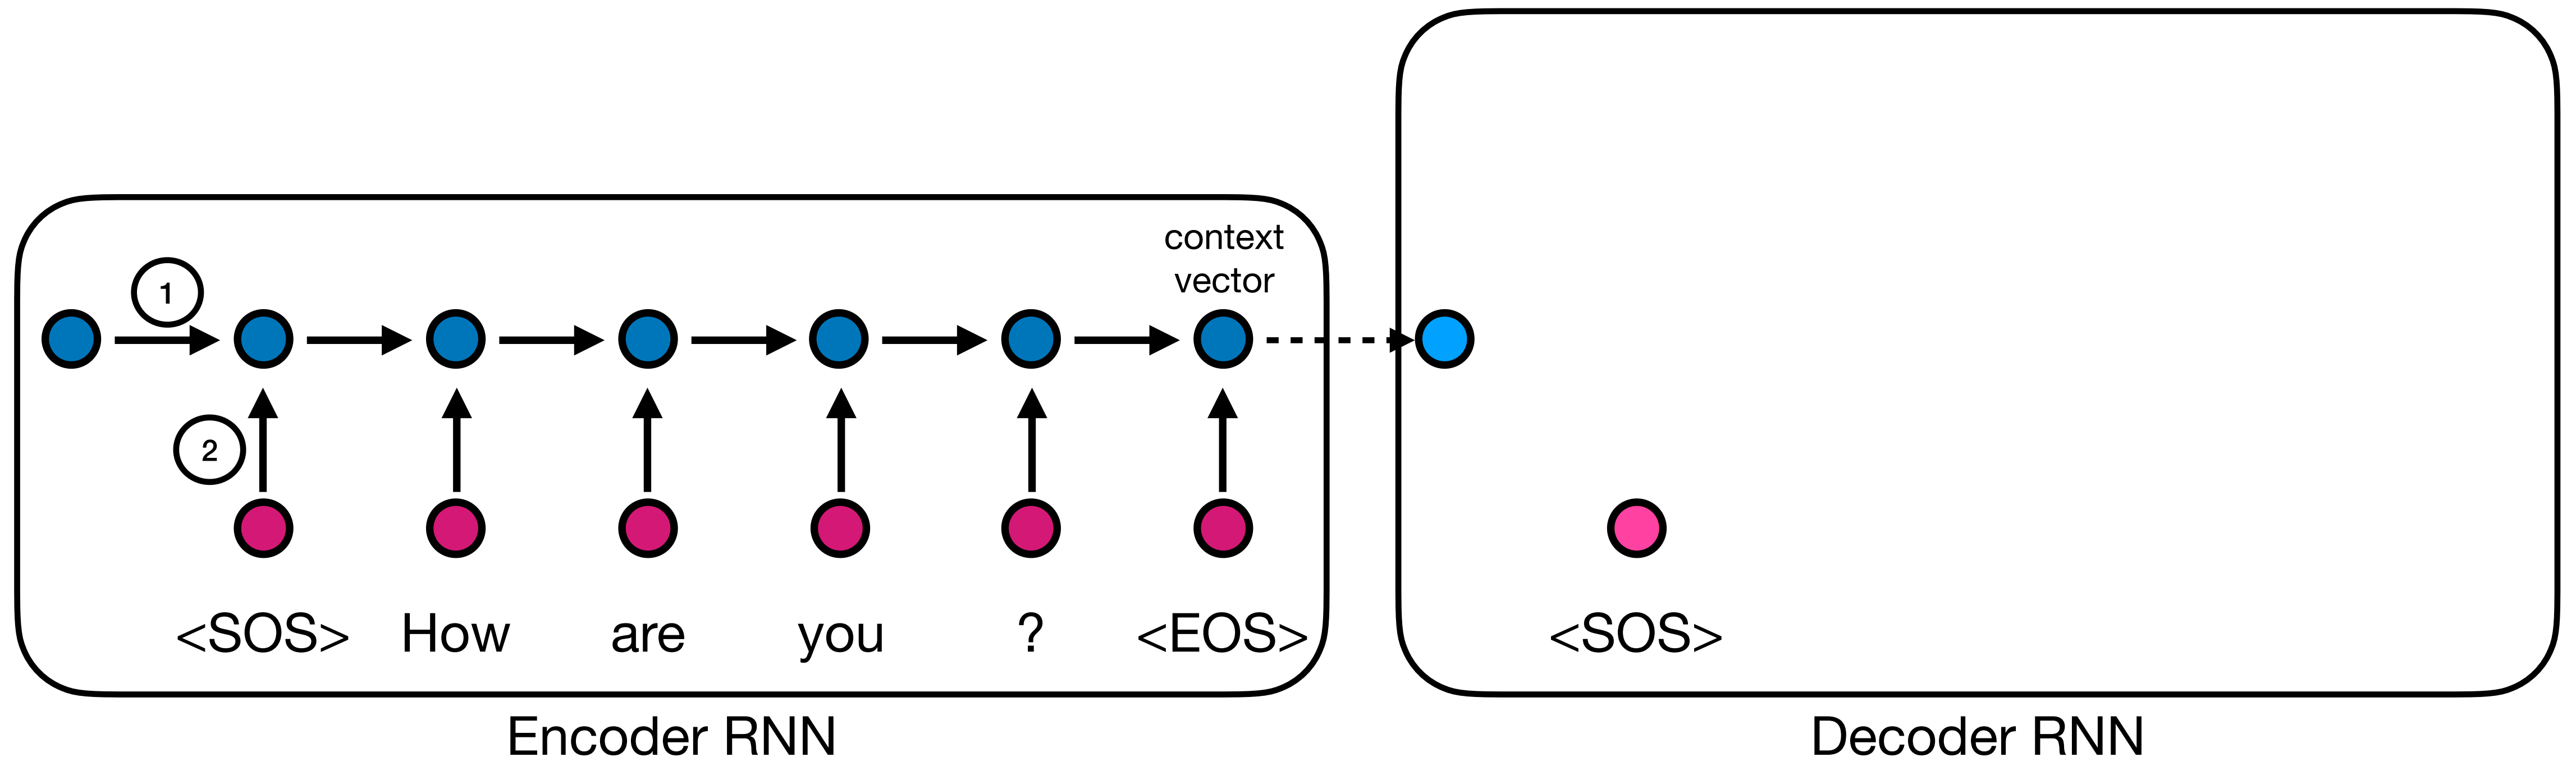 context
vector
1
2
<SOS> How are you ? <EOS>
<SOS>
Encoder RNN
Decoder RNN